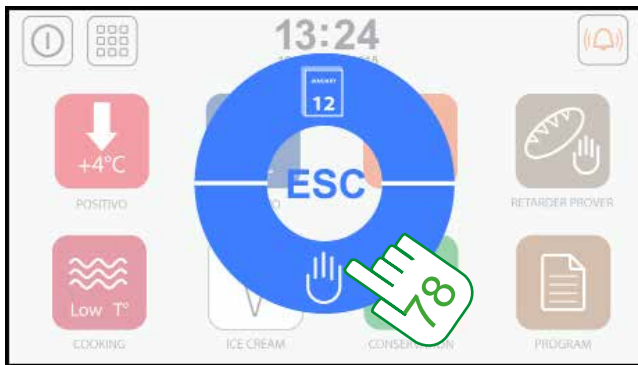 13:24
12
ESC
+4°C
POSITIVO
RETARDER PROVER
Low T°
78
COOKING
ICE CREAM
PROGRAM